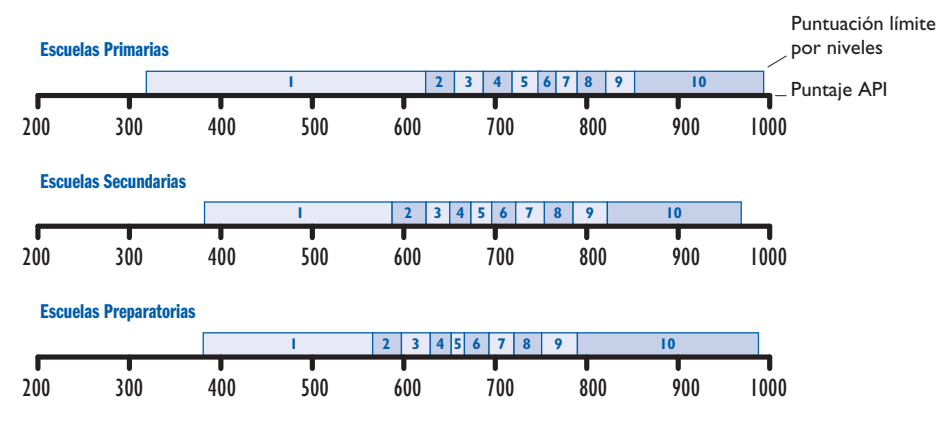 Puntuación límite
por niveles
Escuelas Primarias
1 2 3 4 5 6 7 8 9 10
Puntaje API
200 300 400 500 600 700 800 900 1000
Escuelas Secundarias
1 2 3 4 5 6 7 8 9 10
200 300 400 500 600 700 800 900 1000
Escuelas Preparatorias
1 2 3 4 5 6 7 8 9 10
200 300 400 500 600 700 800 900 1000